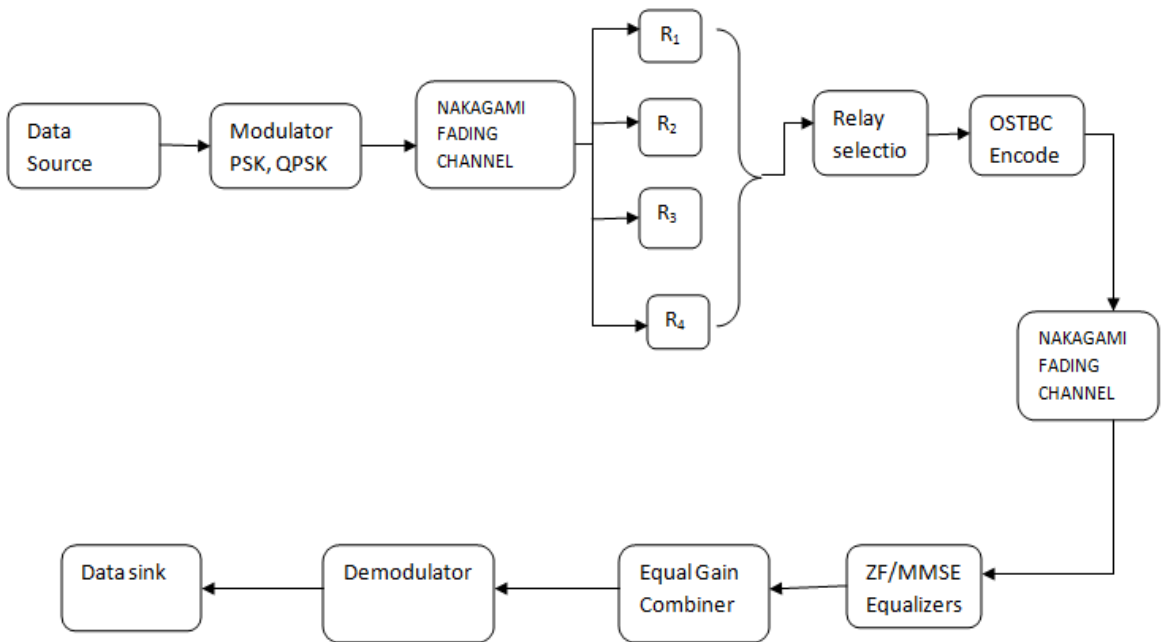 Data
Source
Modulator
PSK, QPSK
NAKAGAMI
FADING
CHANNEL
R₁
R₂
R₃
R₄
Relay
selectio
OSTBC
Encode
NAKAGAMI
FADING
CHANNEL
ZF/MMSE
Equalizers
Equal Gain
Combiner
Demodulator
Data sink